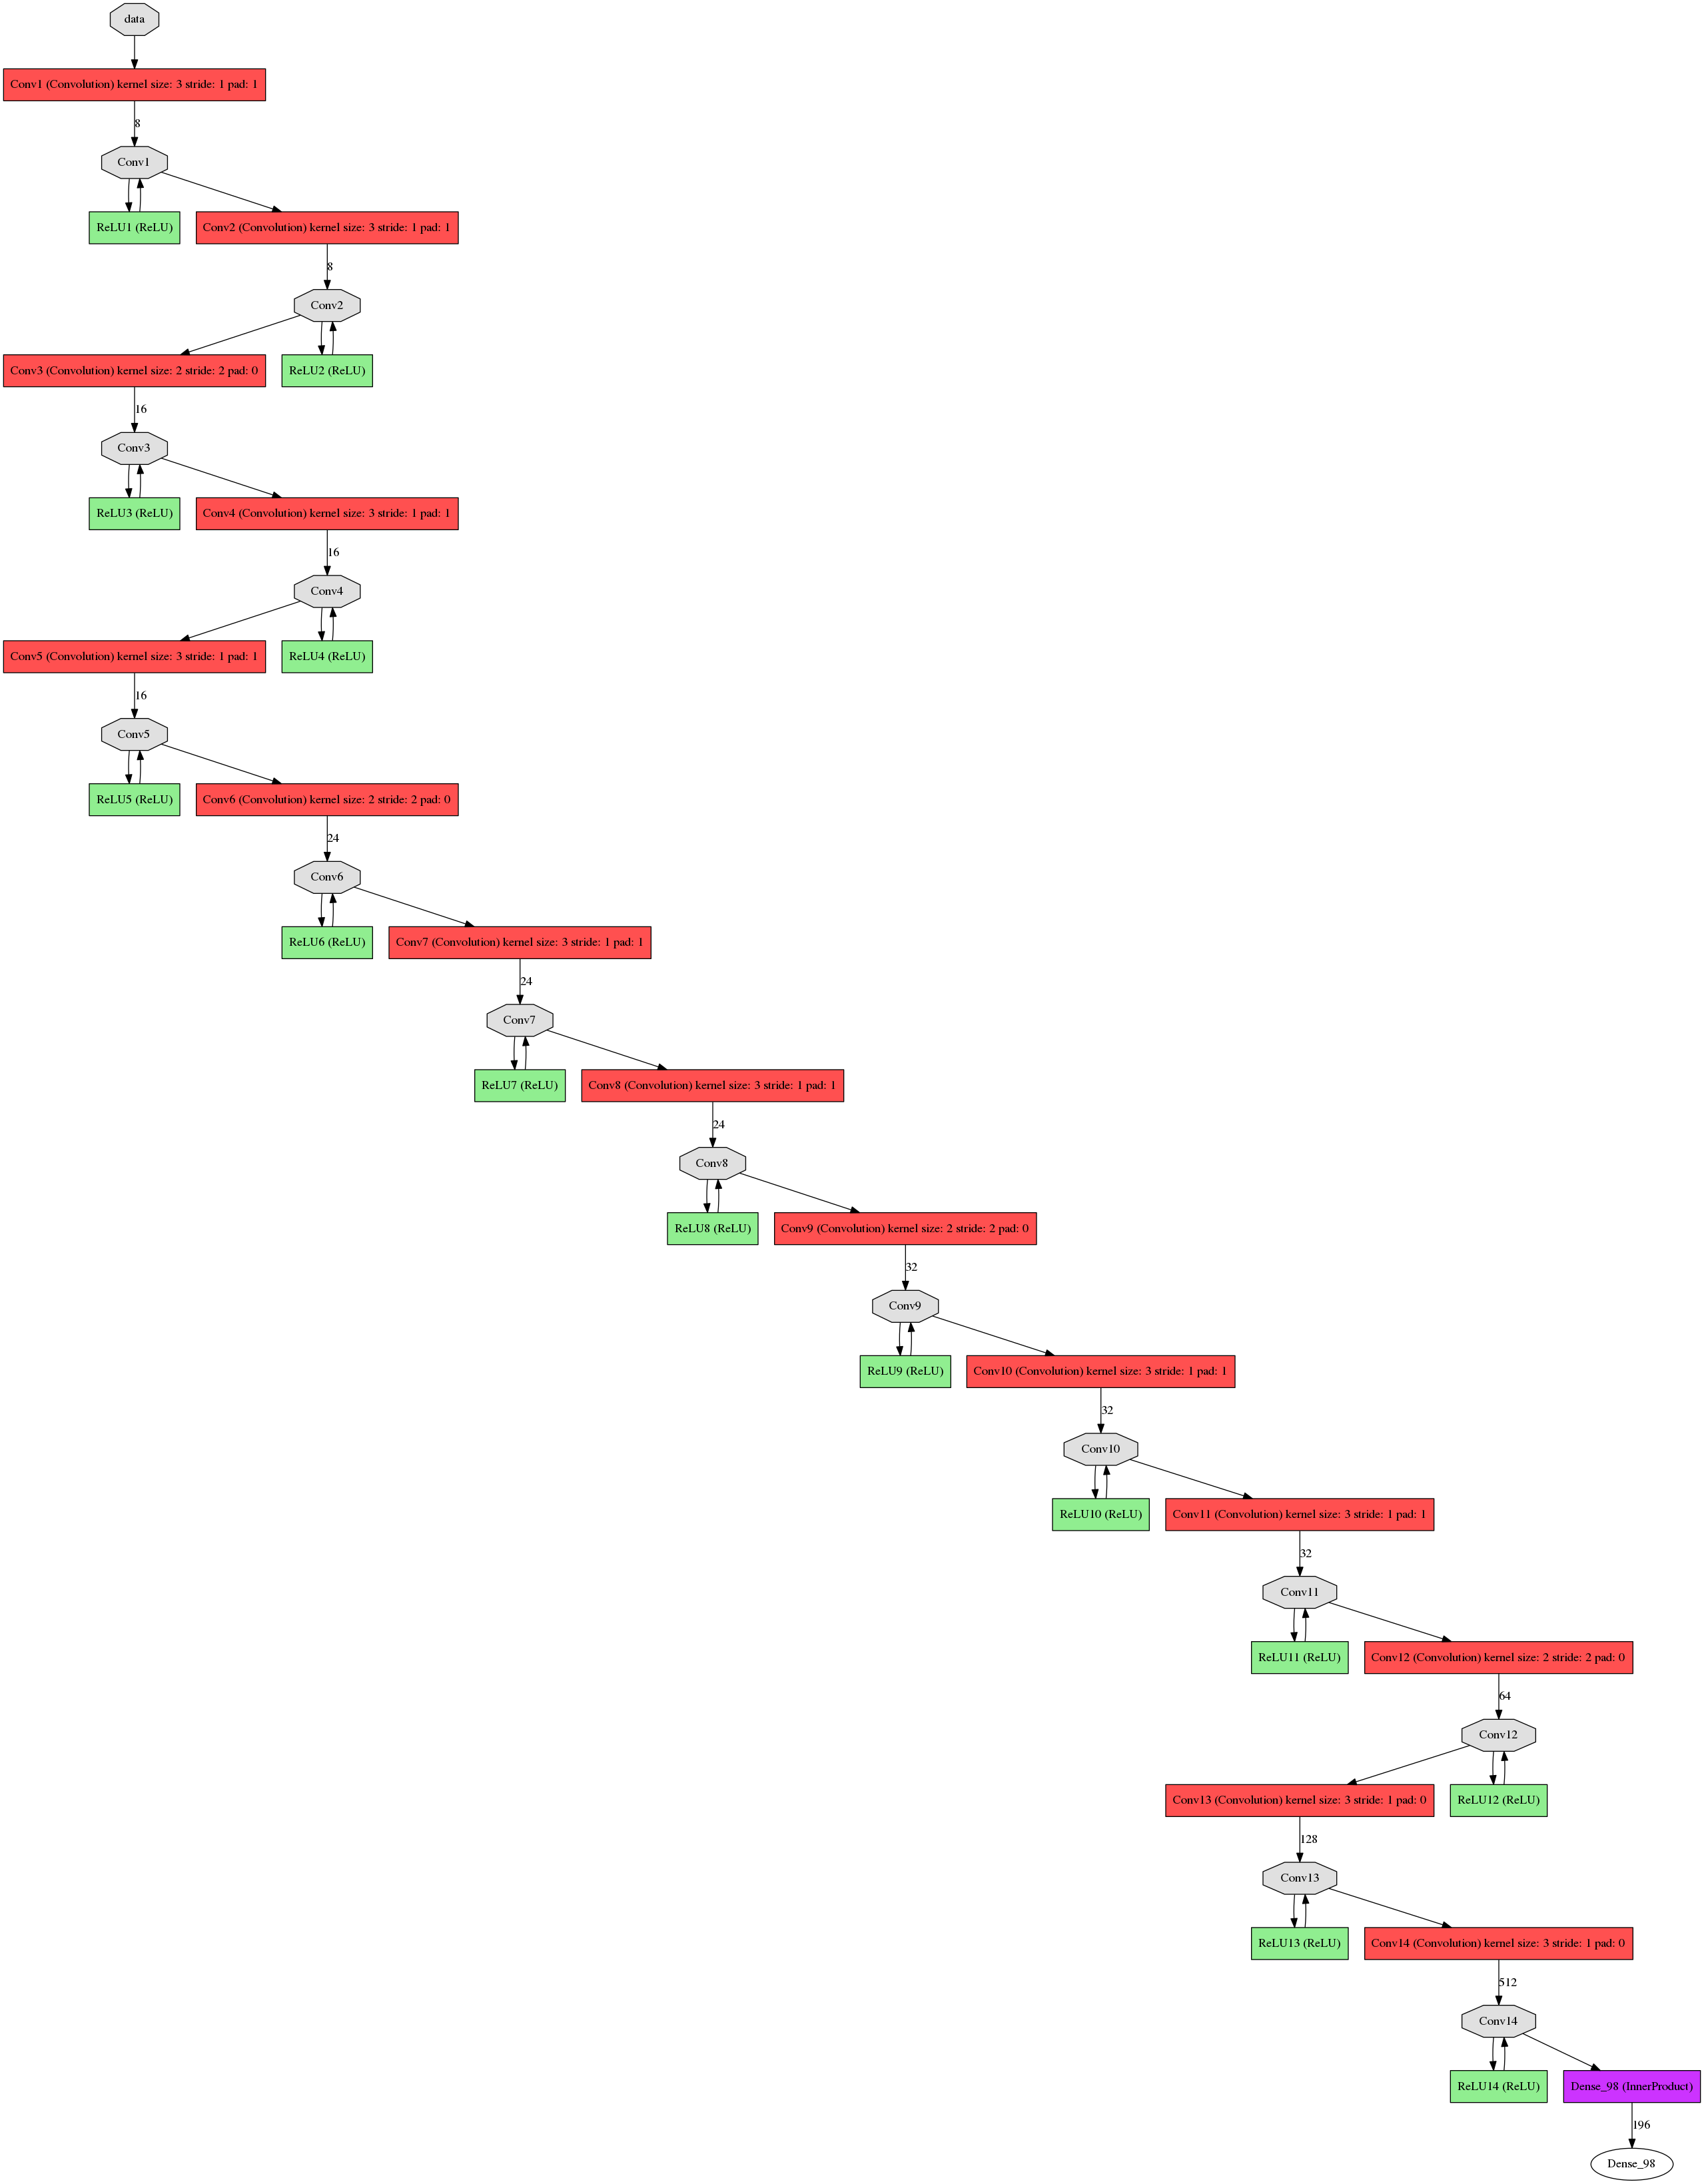 data
Conv1 (Convolution) kernel size: 3 stride: 1 pad: 1
8
Conv1
ReLU1 (ReLU)
Conv2 (Convolution) kernel size: 3 stride: 1 pad: 1
8
Conv2
Conv3 (Convolution) kernel size: 2 stride: 2 pad: 0
ReLU2 (ReLU)
16
Conv3
ReLU3 (ReLU)
Conv4 (Convolution) kernel size: 3 stride: 1 pad: 1
16
Conv4
Conv5 (Convolution) kernel size: 3 stride: 1 pad: 1
ReLU4 (ReLU)
16
Conv5
ReLU5 (ReLU)
Conv6 (Convolution) kernel size: 2 stride: 2 pad: 0
24
Conv6
ReLU6 (ReLU)
Conv7 (Convolution) kernel size: 3 stride: 1 pad: 1
24
Conv7
ReLU7 (ReLU)
Conv8 (Convolution) kernel size: 3 stride: 1 pad: 1
24
Conv8
ReLU8 (ReLU)
Conv9 (Convolution) kernel size: 2 stride: 2 pad: 0
32
Conv9
ReLU9 (ReLU)
Conv10 (Convolution) kernel size: 3 stride: 1 pad: 1
32
Conv10
ReLU10 (ReLU)
Conv11 (Convolution) kernel size: 3 stride: 1 pad: 1
32
Conv11
ReLU11 (ReLU)
Conv12 (Convolution) kernel size: 2 stride: 2 pad: 0
64
Conv12
Conv13 (Convolution) kernel size: 3 stride: 1 pad: 0
ReLU12 (ReLU)
128
Conv13
ReLU13 (ReLU)
Conv14 (Convolution) kernel size: 3 stride: 1 pad: 0
512
Conv14
ReLU14 (ReLU)
Dense_98 (InnerProduct)
196
Dense_98